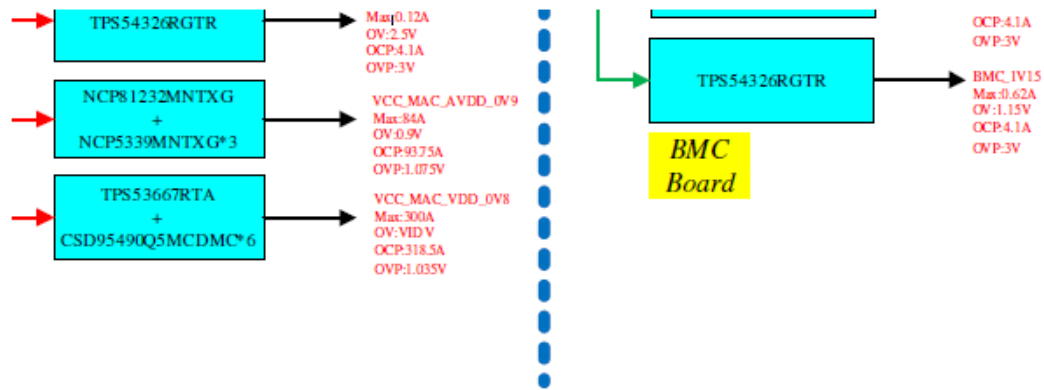 TPS54326RGTR
Max:0.12A
OV:2.5V
OCP:4.1A
OVP:3V
NCP81232MNTXG
+
NCP5339MNTXG*3
VCC_MAC_AVDD_0V9
Max:84A
OV:0.9V
OCP:93.75A
OVP:1.075V
TPS53667RTA
+
CSD95490Q5MCDMC*6
VCC_MAC_VDD_0V8
Max:300A
OV:VID V
OCP:318.5A
OVP:1.035V
OCP:4.1A
OVP:3V
TPS54326RGTR
BMC_1V15
Max:0.62A
OV:1.15V
OCP:4.1A
OVP:3V
BMC
Board